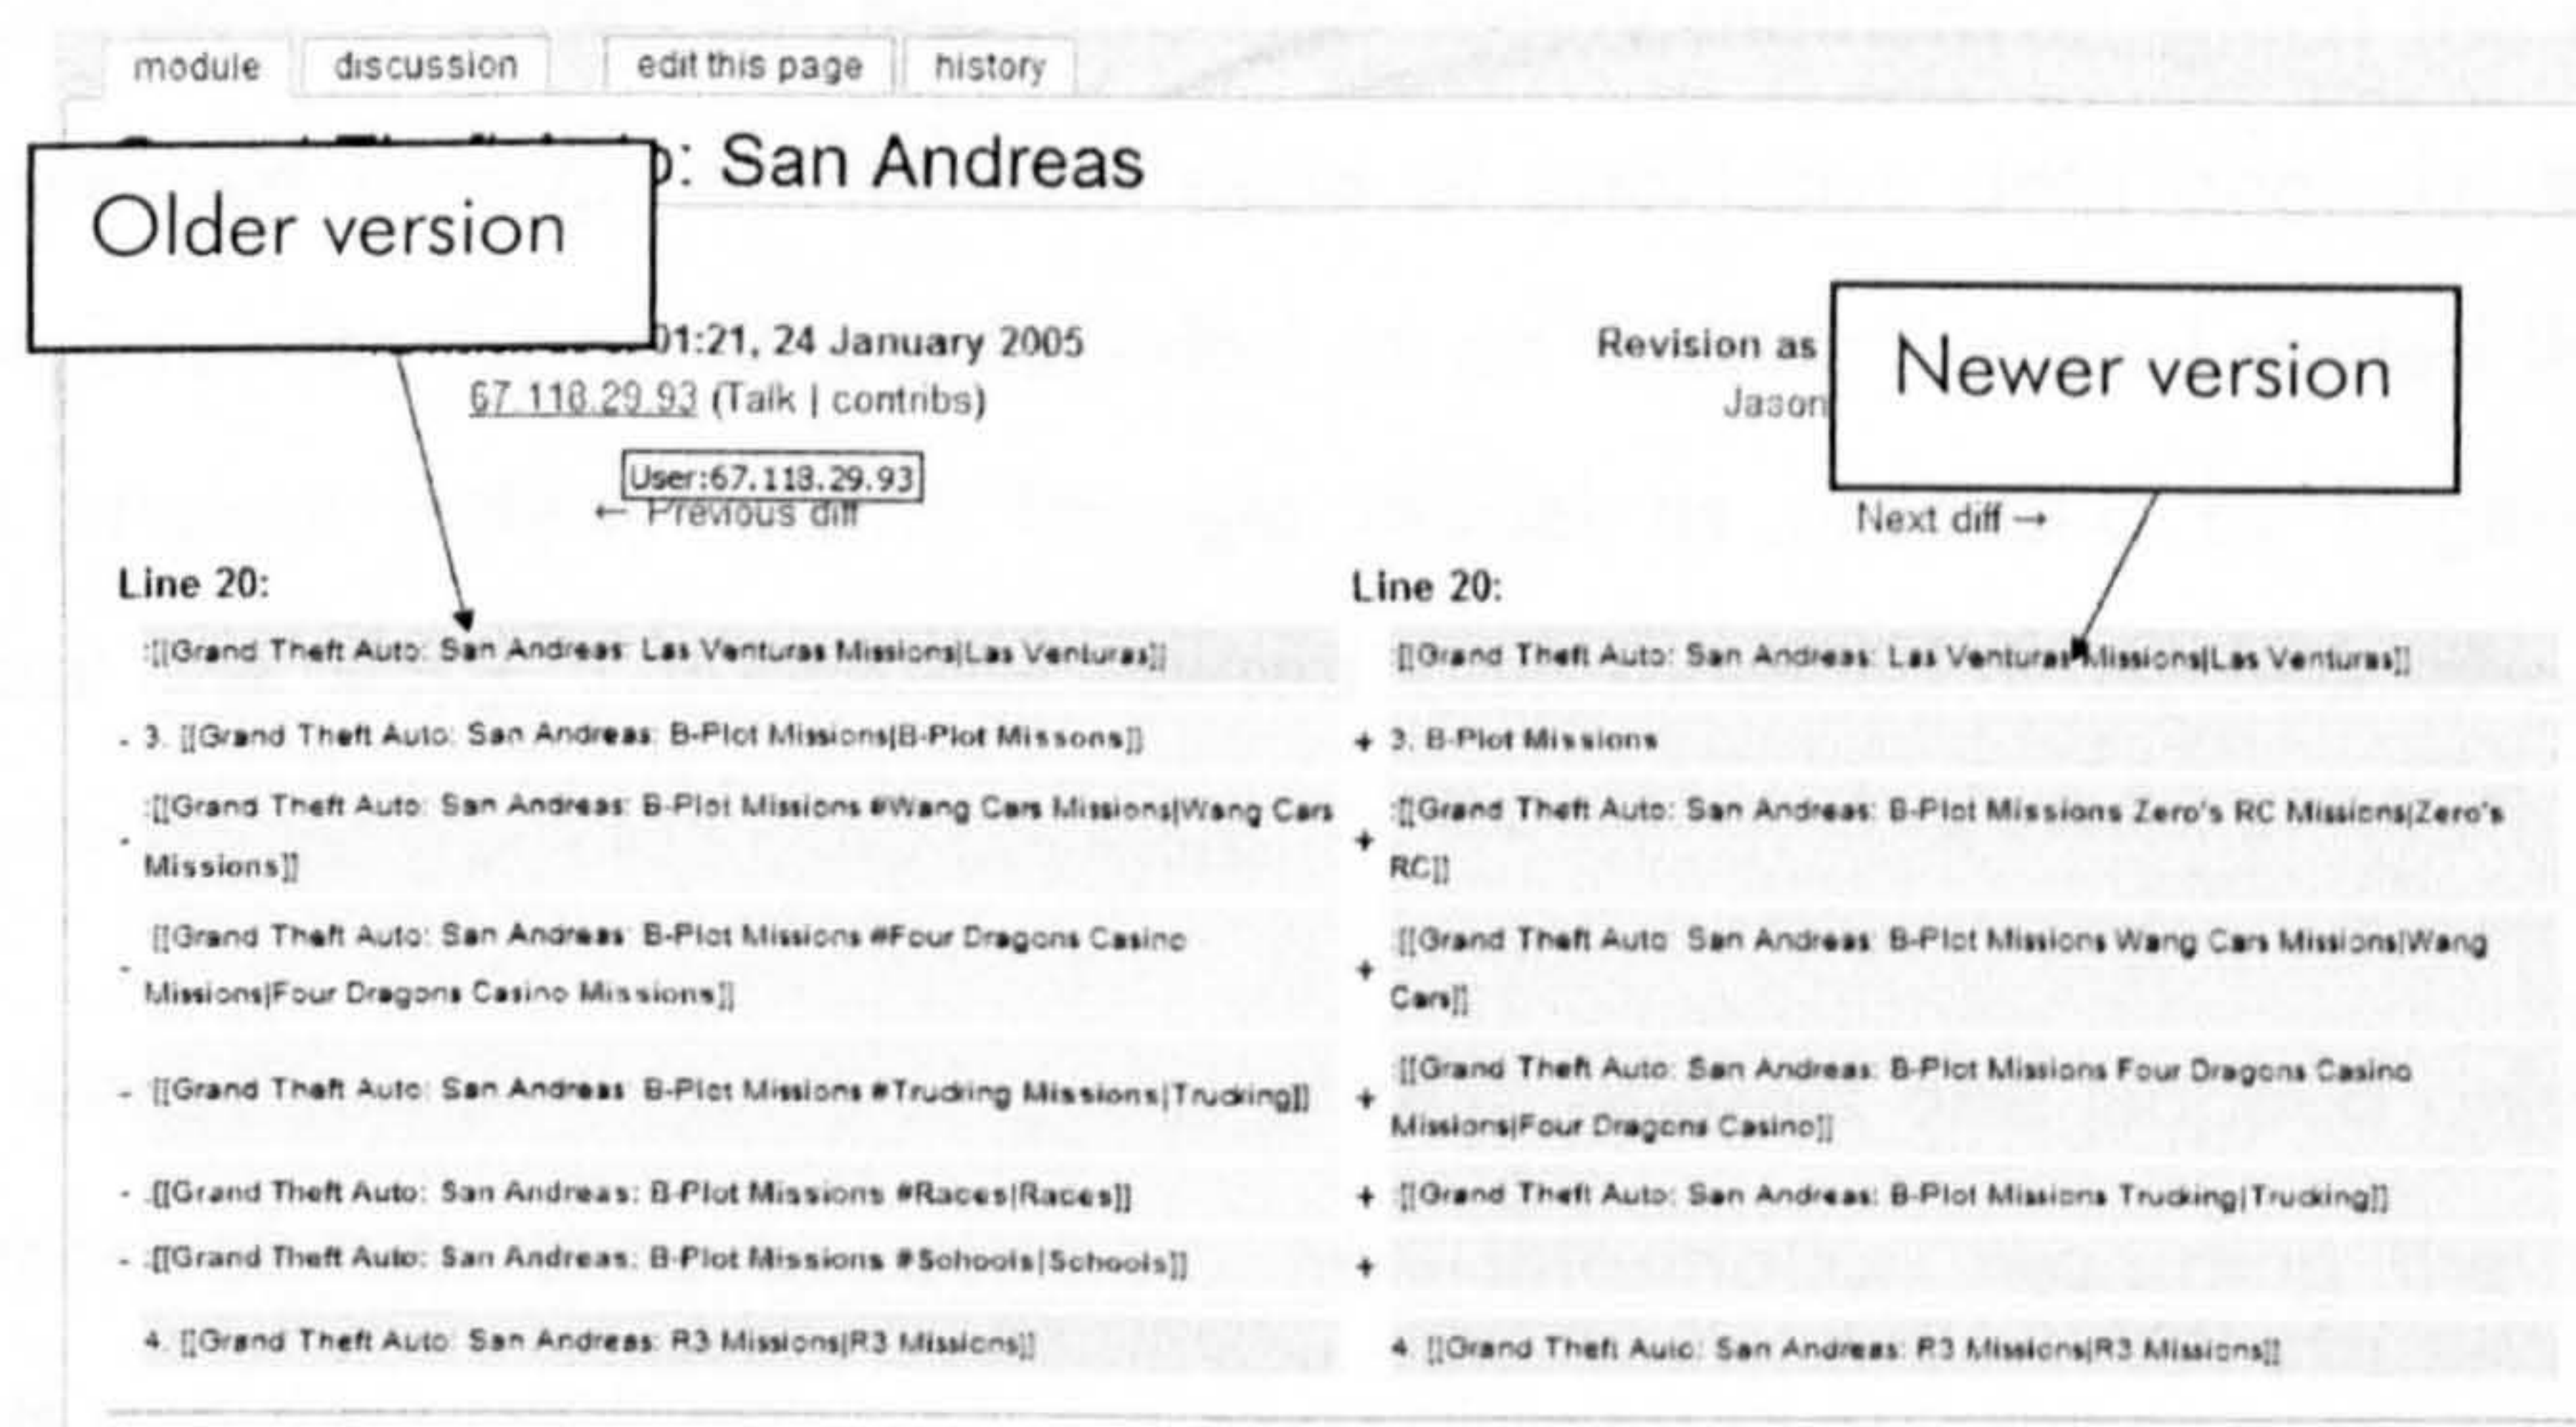 module discussion edit this page history
: San Andreas
Older version
01:21, 24 January 2005
67.118.29.93 (Talk | contribs)
User:67.118.29.93
← Previous diff
Revision as
Jason
Newer version
Next diff →
Line 20:
:[[Grand Theft Auto: San Andreas: Las Venturas Missions|Las Venturas]]
- 3. [[Grand Theft Auto: San Andreas: B-Plot Missions|B-Plot Missons]]
:[[Grand Theft Auto: San Andreas: B-Plot Missions #Wang Cars Missions|Wang Cars
-
Missions]]
:[[Grand Theft Auto: San Andreas: B-Plot Missions #Four Dragons Casino
-
Missions|Four Dragons Casino Missions]]
- :[[Grand Theft Auto: San Andreas: B-Plot Missions #Trucking Missions|Trucking]]
- :[[Grand Theft Auto: San Andreas: B-Plot Missions #Races|Races]]
- :[[Grand Theft Auto: San Andreas: B-Plot Missions #Schools|Schools]]
4. [[Grand Theft Auto: San Andreas: R3 Missions|R3 Missions]]
Line 20:
:[[Grand Theft Auto: San Andreas: Las Venturas Missions|Las Venturas]]
+ 3. B-Plot Missions
:[[Grand Theft Auto: San Andreas: B-Plot Missions Zero's RC Missions|Zero's
+
RC]]
:[[Grand Theft Auto: San Andreas: B-Plot Missions Wang Cars Missions|Wang
+
Cars]]
:[[Grand Theft Auto: San Andreas: B-Plot Missions Four Dragons Casino
+
Missions|Four Dragons Casino]]
+ :[[Grand Theft Auto: San Andreas: B-Plot Missions Trucking|Trucking]]
+
4. [[Grand Theft Auto: San Andreas: R3 Missions|R3 Missions]]